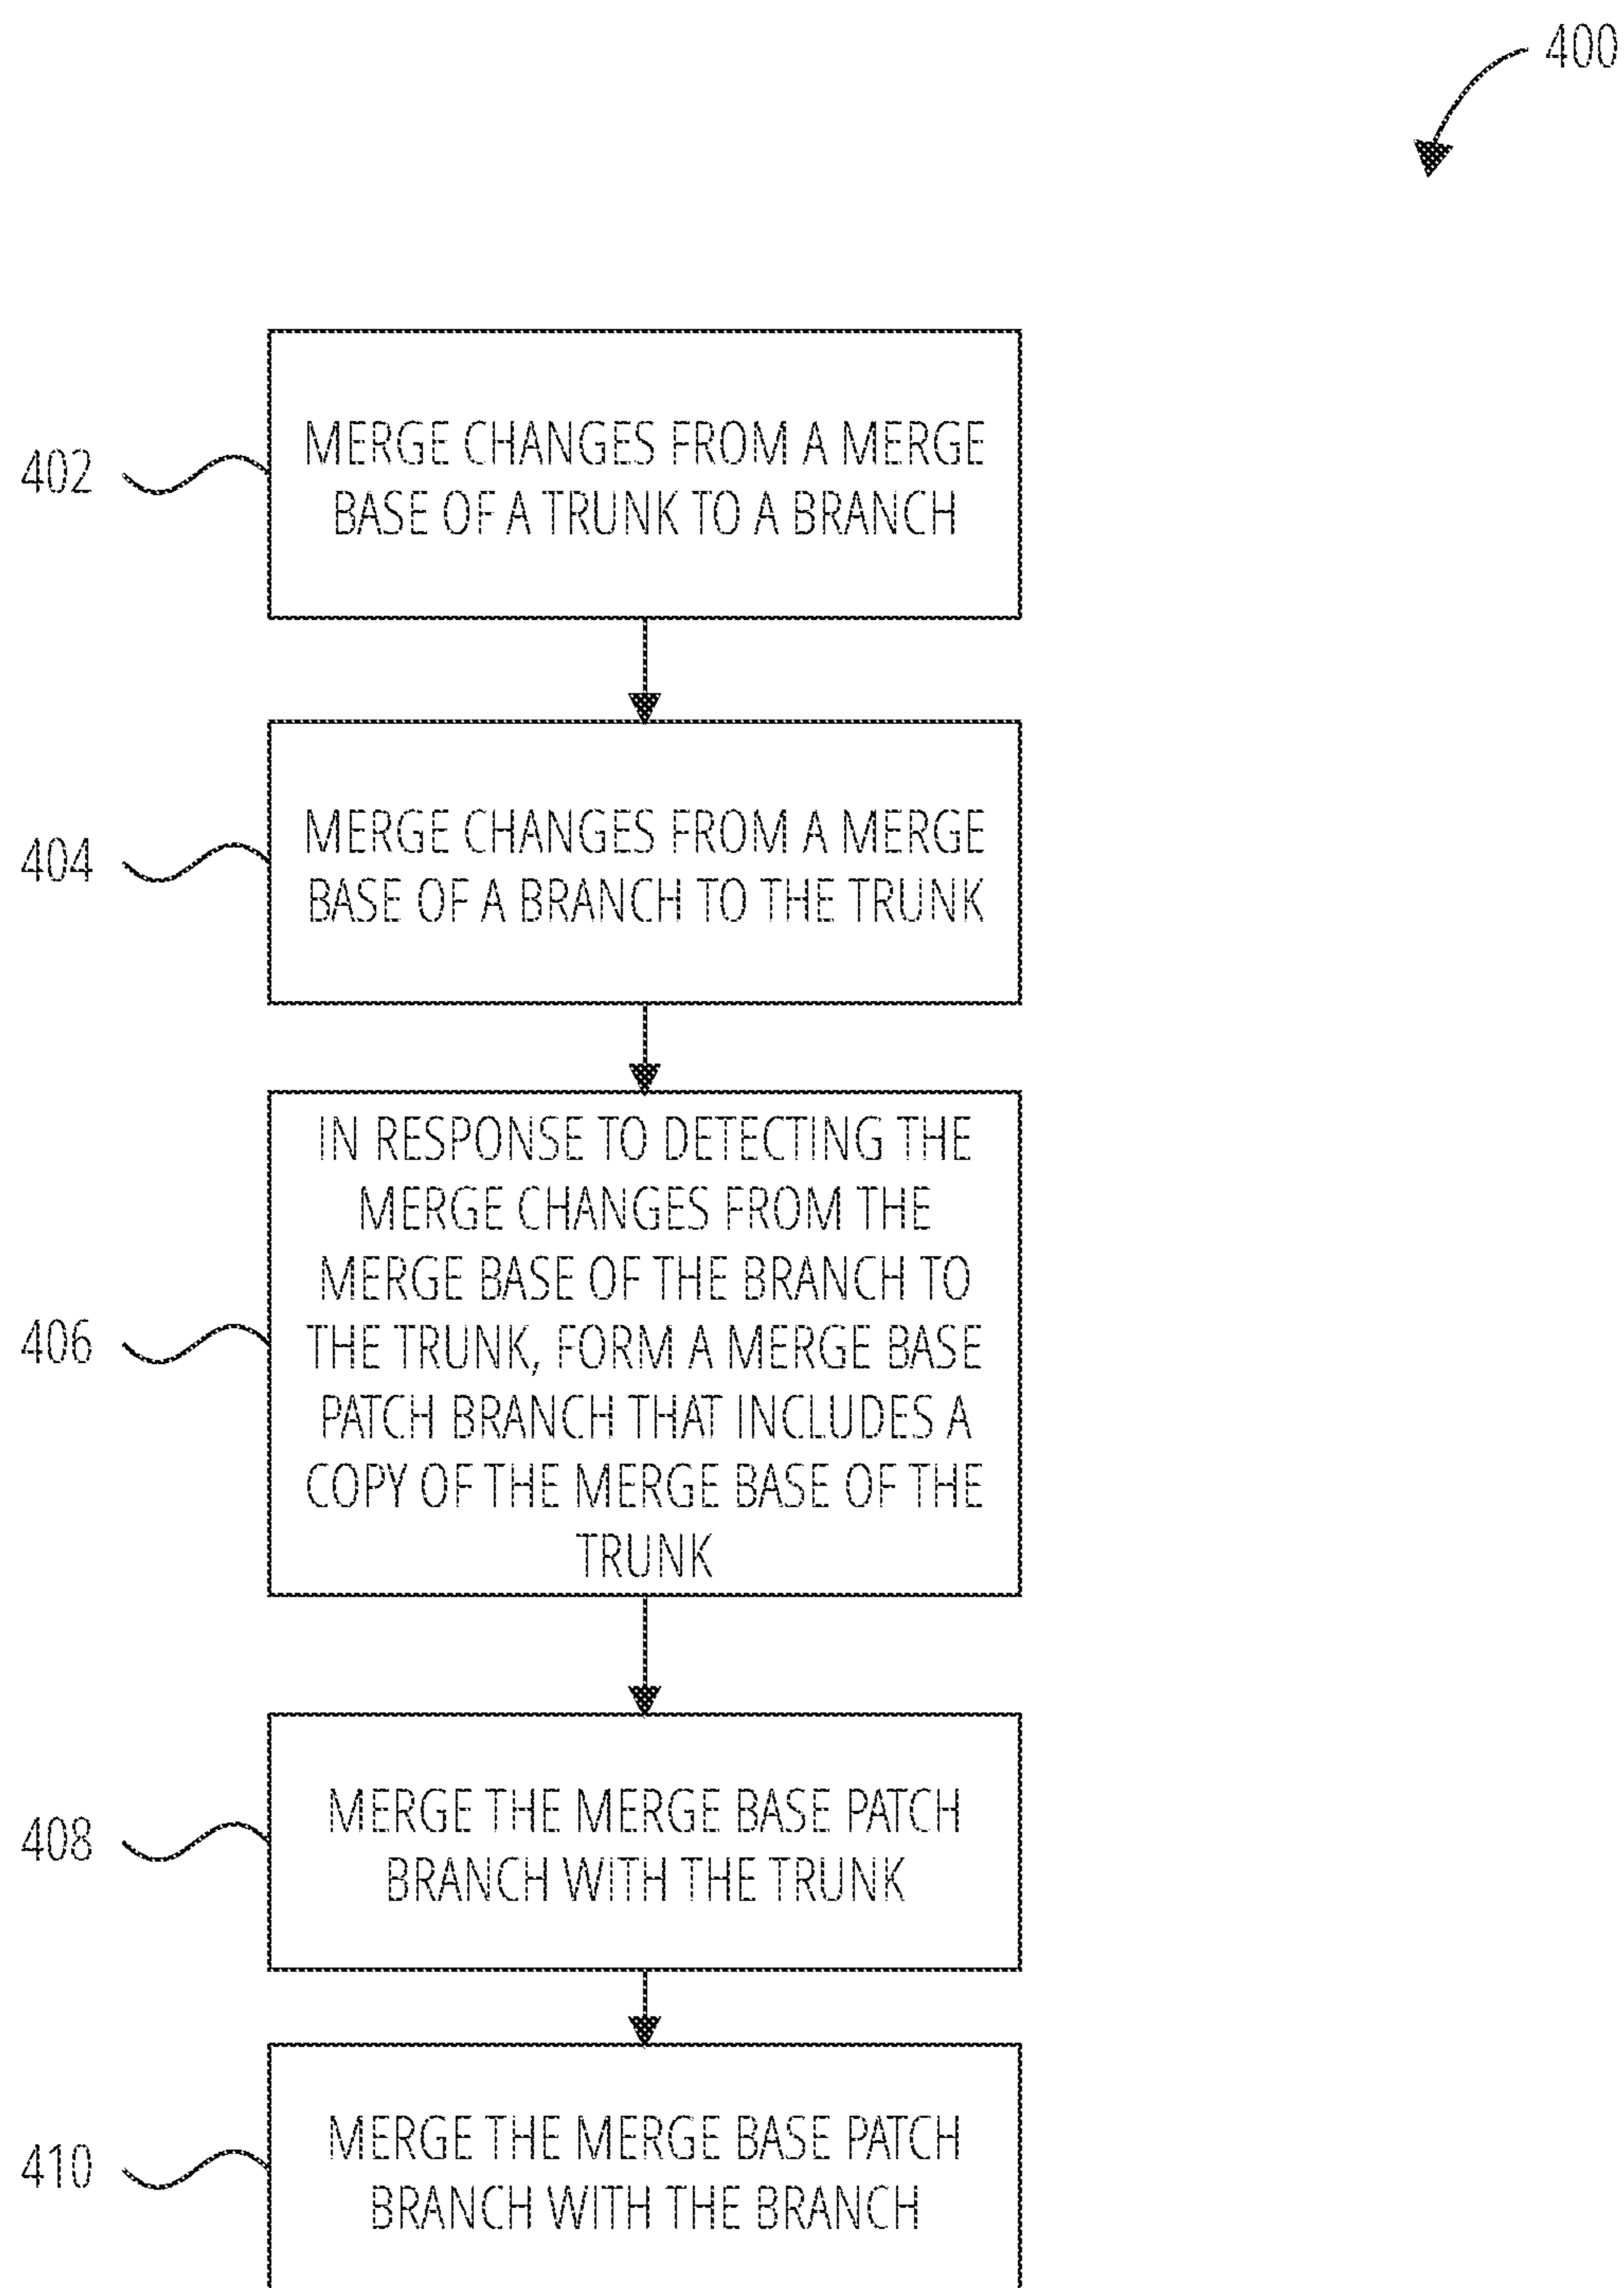 400
402
MERGE CHANGES FROM A MERGE
BASE OF A TRUNK TO A BRANCH
404
MERGE CHANGES FROM A MERGE
BASE OF A BRANCH TO THE TRUNK
406
IN RESPONSE TO DETECTING THE
MERGE CHANGES FROM THE
MERGE BASE OF THE BRANCH TO
THE TRUNK, FORM A MERGE BASE
PATCH BRANCH THAT INCLUDES A
COPY OF THE MERGE BASE OF THE
TRUNK
408
MERGE THE MERGE BASE PATCH
BRANCH WITH THE TRUNK
410
MERGE THE MERGE BASE PATCH
BRANCH WITH THE BRANCH